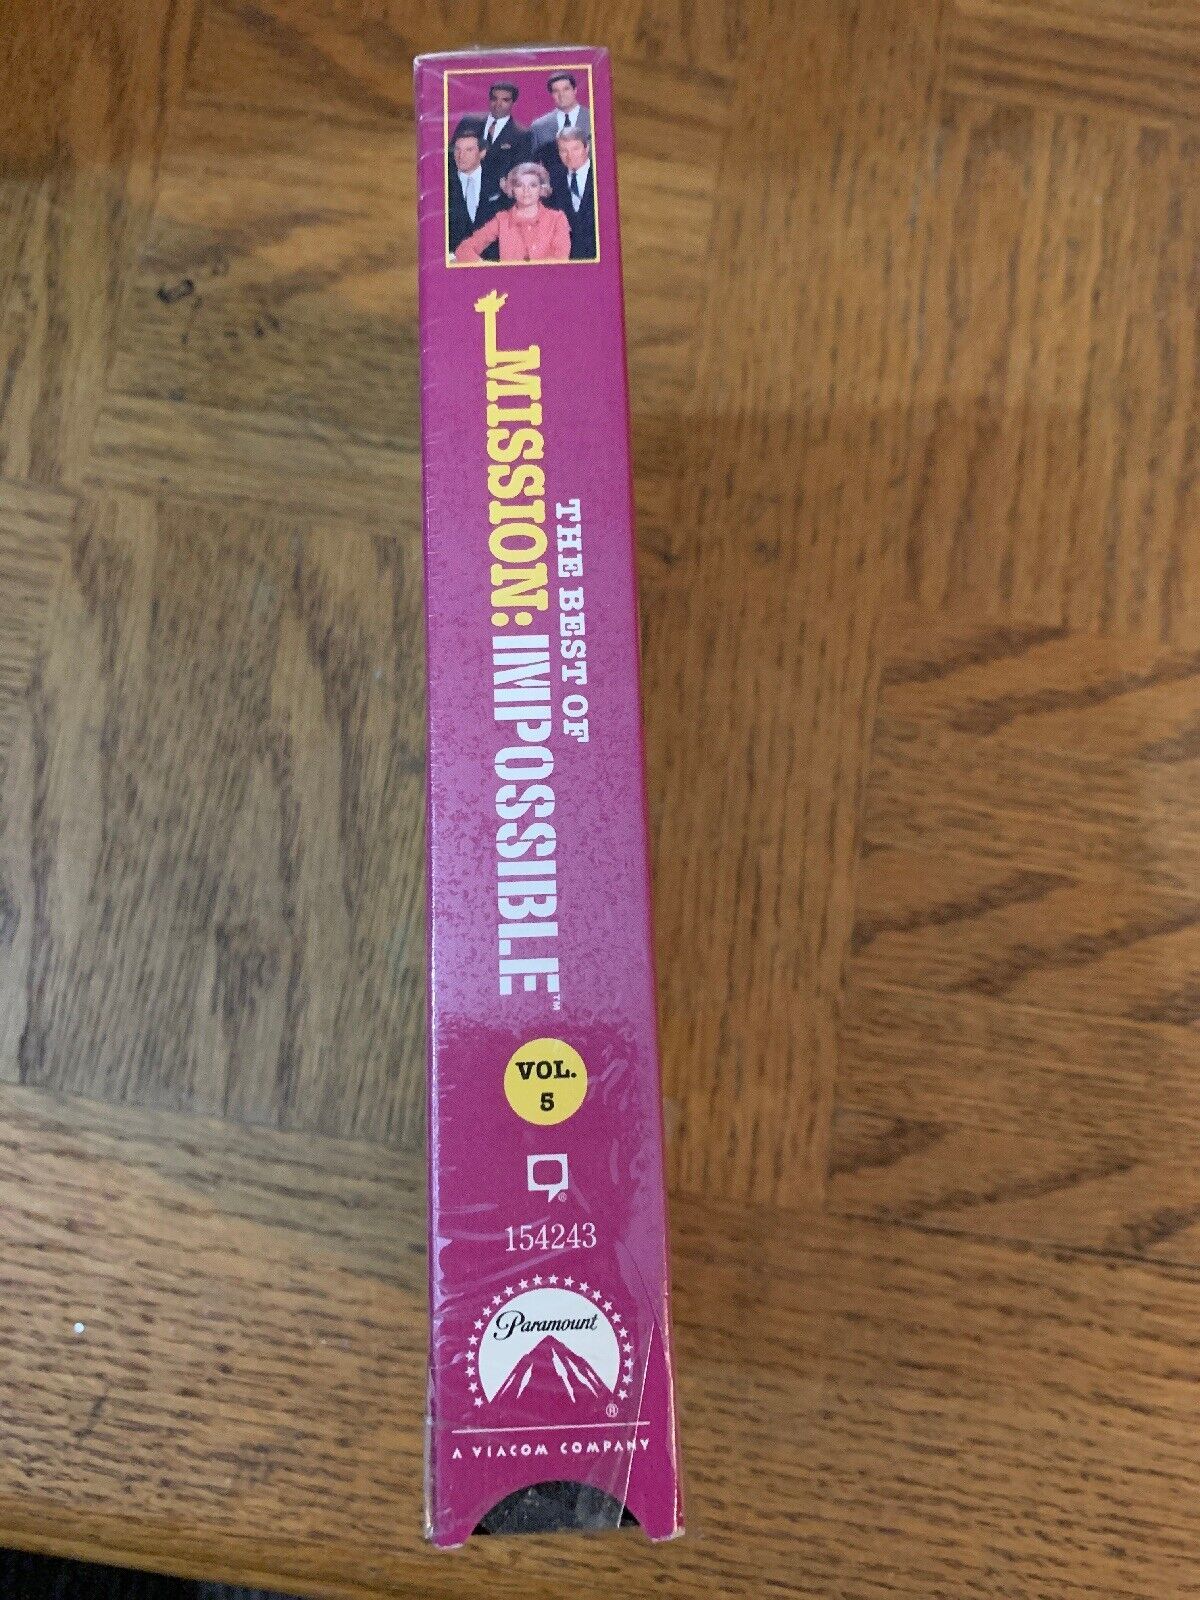 THE BEST OF
MISSION: IMPOSSIBLE™
VOL.
5
®
154243
Paramount
®
A VIACOM COMPANY